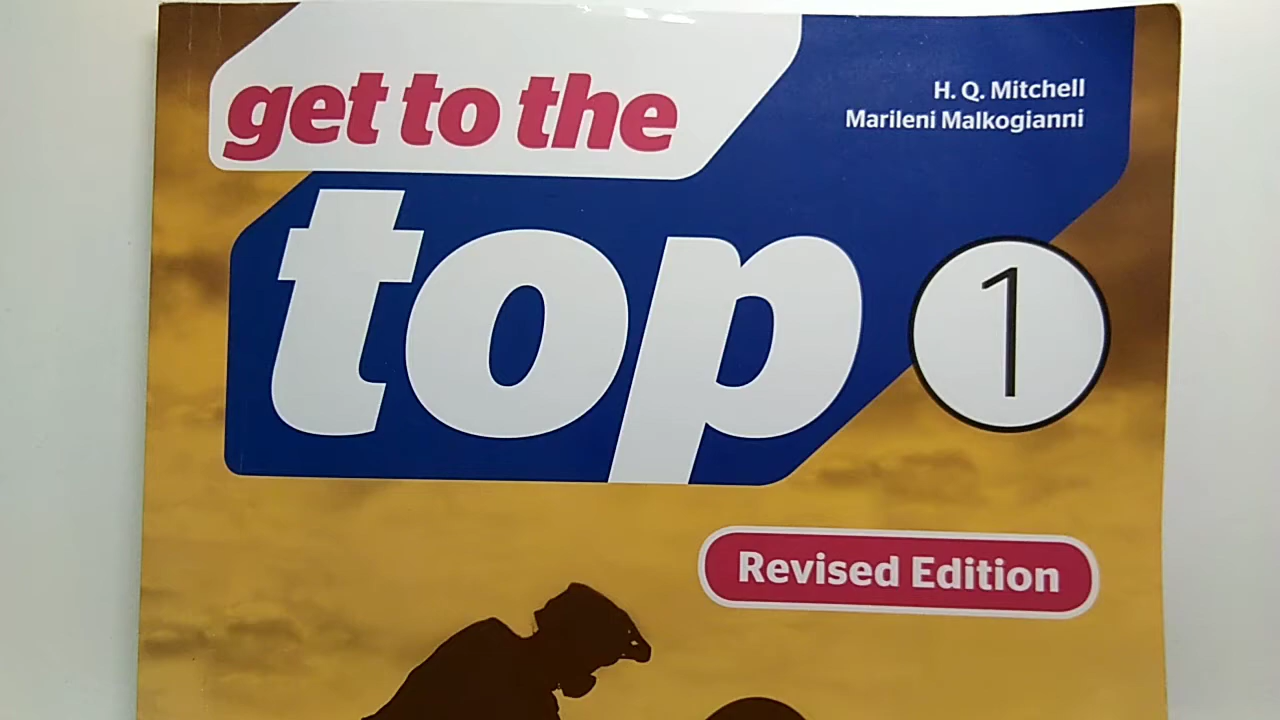 get to the
H. Q. Mitchell
Marileni Malkogianni
top
1
Revised Edition